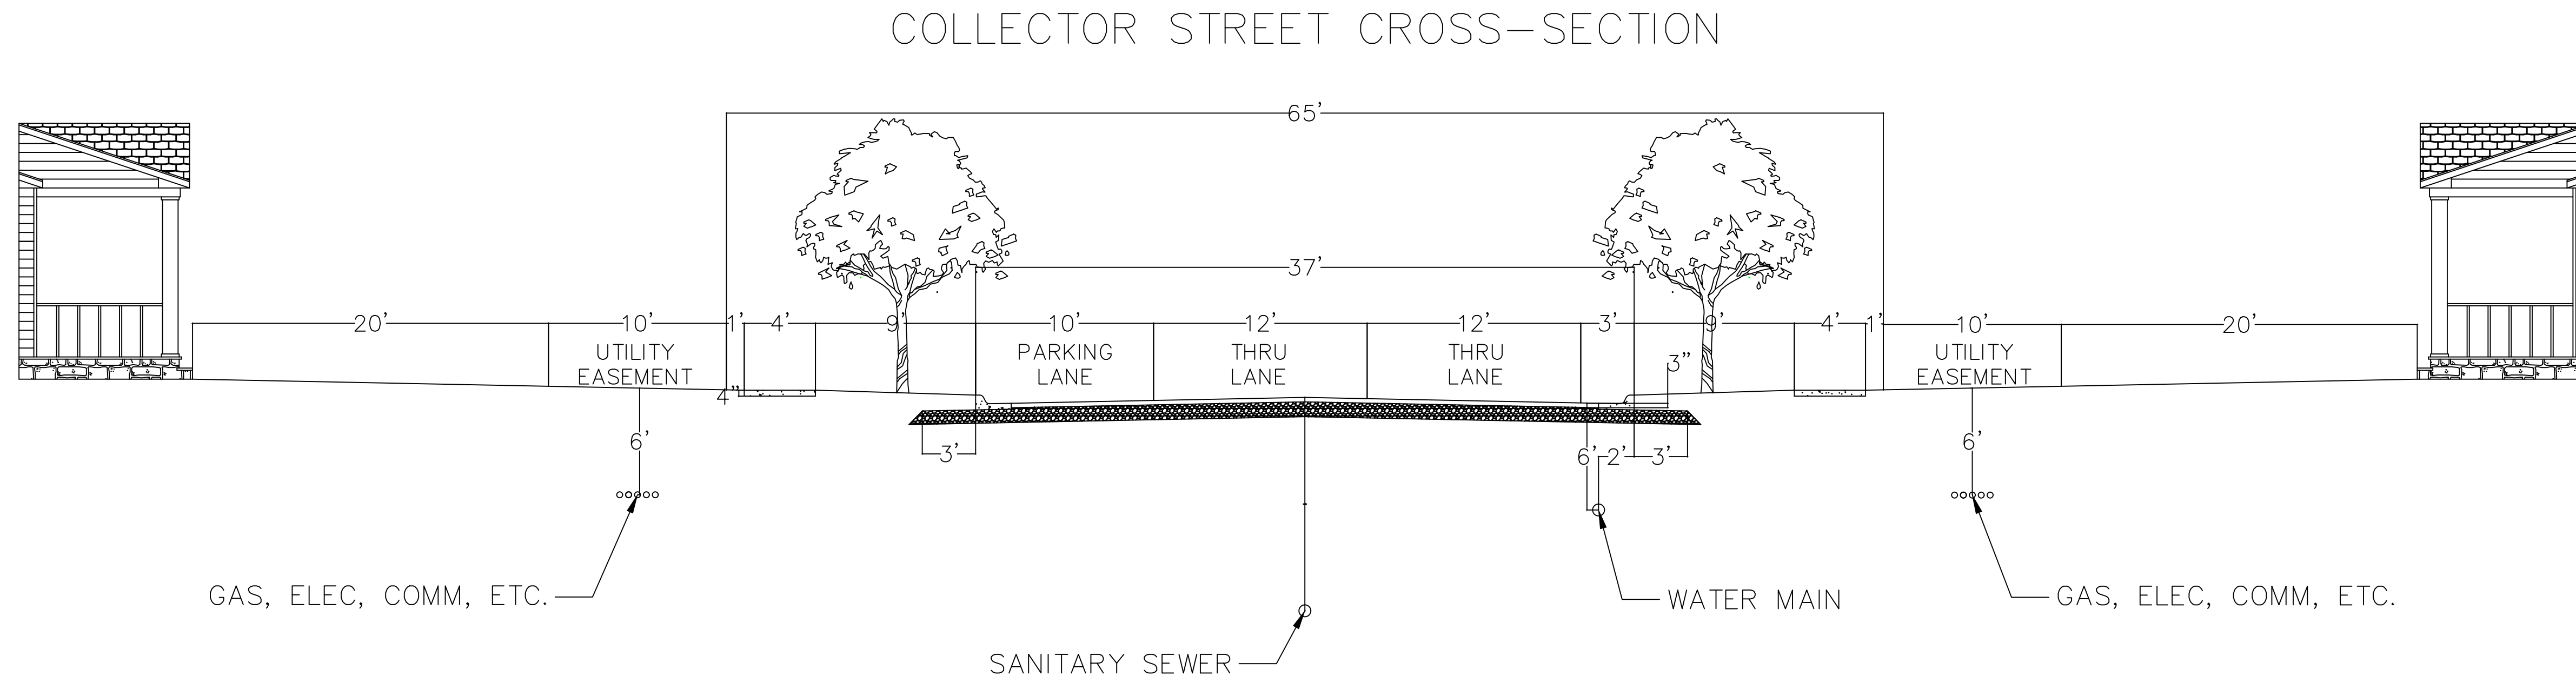 COLLECTOR STREET CROSS-SECTION
65'
37'
20' 10' 1' 4' 9' 10' 12' 12' 3' 9' 4' 1' 10' 20'
UTILITY
EASEMENT
PARKING
LANE
THRU
LANE
THRU
LANE
3"
UTILITY
EASEMENT
4"
6'
3'
6' 2' 3'
6'
GAS, ELEC, COMM, ETC.
WATER MAIN
GAS, ELEC, COMM, ETC.
SANITARY SEWER